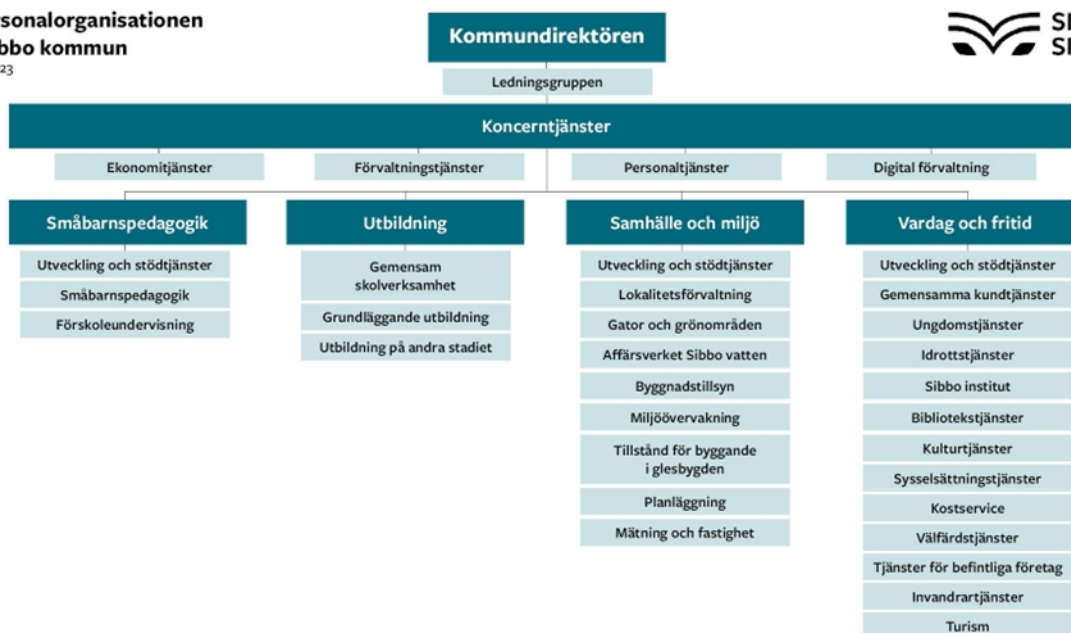 rsonalorganisationen
bbo kommun
23
Kommundirektören
Ledningsgruppen
Koncerntjänster
Ekonomitjänster
Förvaltningstjänster
Personaltjänster
Digital förvaltning
Småbarnspedagogik
Utveckling och stödtjänster
Småbarnspedagogik
Förskoleundervisning
Utbildning
Gemensam
skolverksamhet
Grundläggande utbildning
Utbildning på andra stadiet
Samhälle och miljö
Utveckling och stödtjänster
Lokalitetsförvaltning
Gator och grönområden
Affärsverket Sibbo vatten
Byggnadstillsyn
Miljöövervakning
Tillstånd för byggande
i glesbygden
Planläggning
Mätning och fastighet
Vardag och fritid
Utveckling och stödtjänster
Gemensamma kundtjänster
Ungdomstjänster
Idrottstjänster
Sibbo institut
Bibliotekstjänster
Kulturtjänster
Sysselsättningstjänster
Kostservice
Välfärdstjänster
Tjänster för befintliga företag
Invandrartjänster
Turism